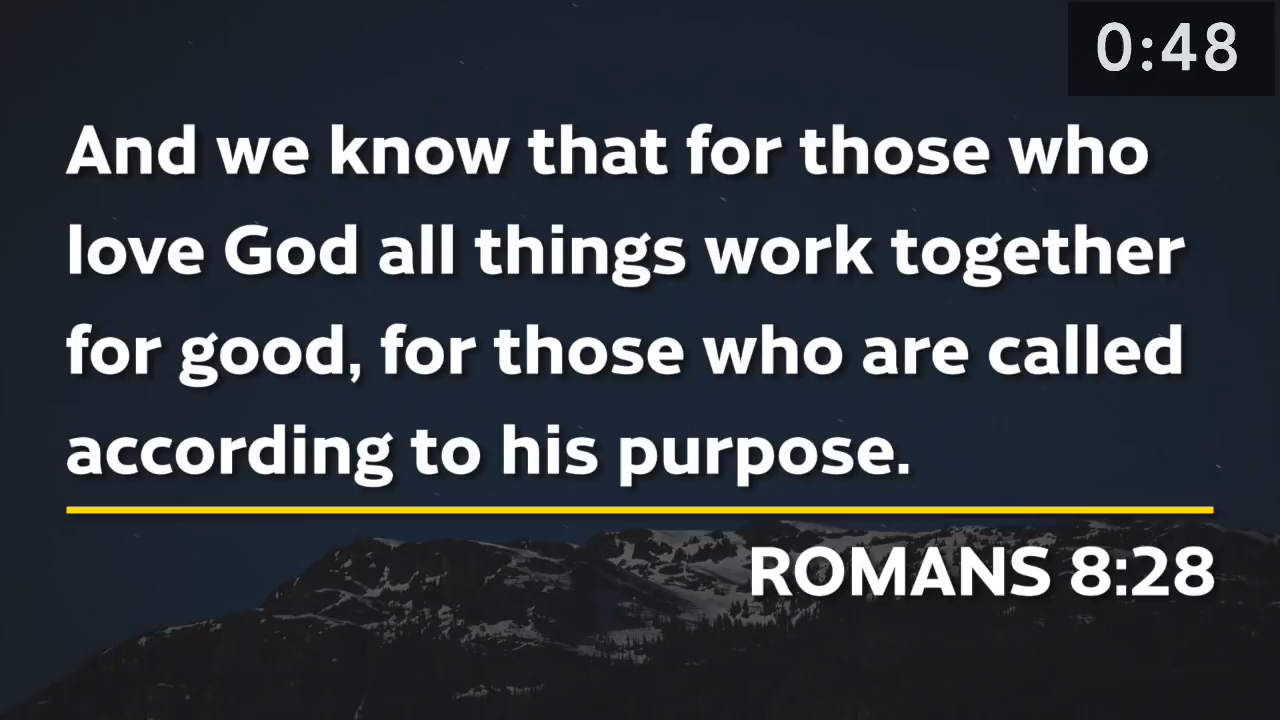 0:48
And we know that for those who
love God all things work together
for good, for those who are called
according to his purpose.
ROMANS 8:28